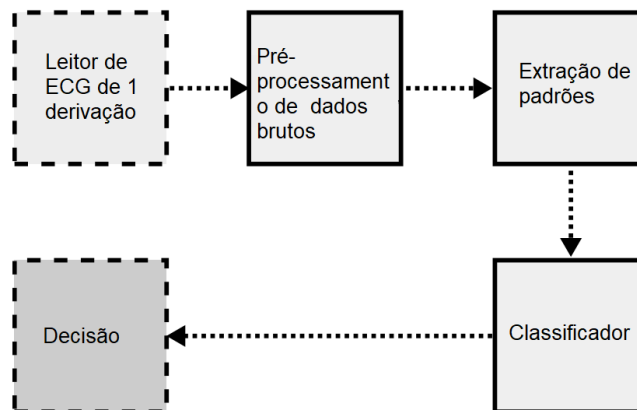 Leitor de
ECG de 1
derivação
Pré-
processament
o de dados
brutos
Extração de
padrões
Decisão
Classificador